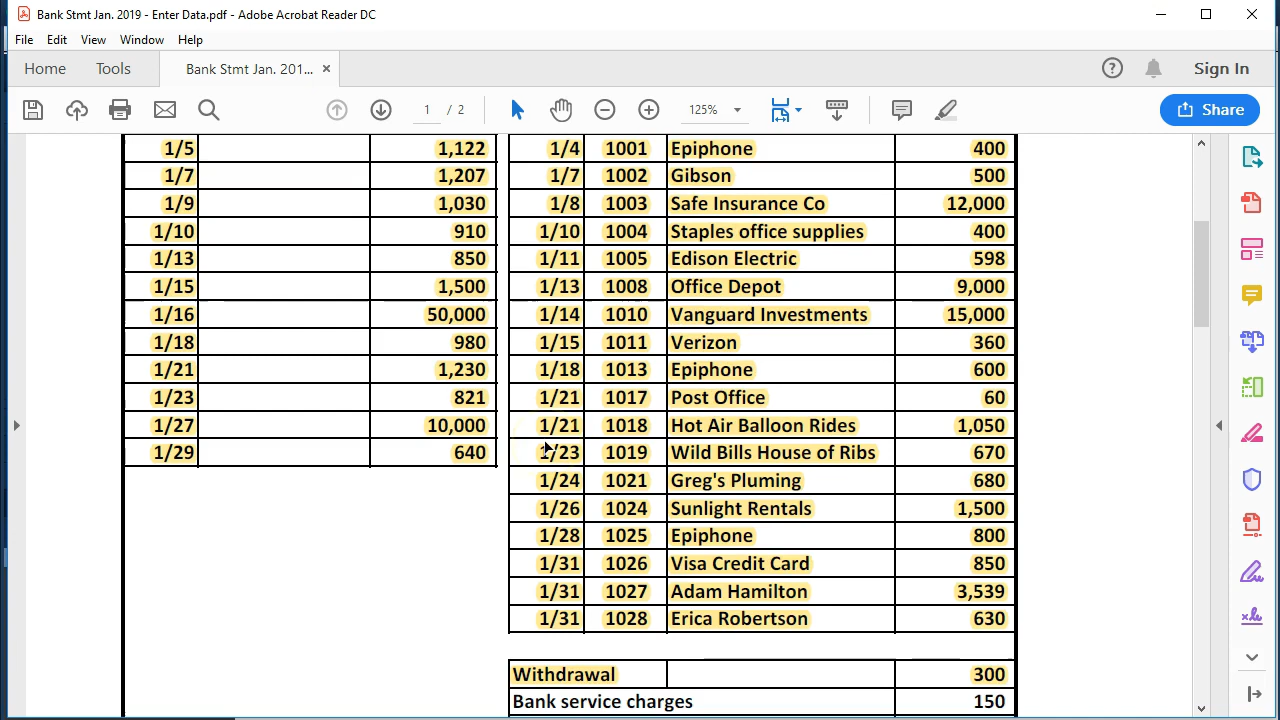 Bank Stmt Jan. 2019 - Enter Data.pdf - Adobe Acrobat Reader DC
File Edit View Window Help
Home Tools Bank Stmt Jan. 201... × Sign In
1 / 2 125% Share
1/5 1,122
1/7 1,207
1/9 1,030
1/10 910
1/13 850
1/15 1,500
1/16 50,000
1/18 980
1/21 1,230
1/23 821
1/27 10,000
1/29 640
1/4 1001 Epiphone 400
1/7 1002 Gibson 500
1/8 1003 Safe Insurance Co 12,000
1/10 1004 Staples office supplies 400
1/11 1005 Edison Electric 598
1/13 1008 Office Depot 9,000
1/14 1010 Vanguard Investments 15,000
1/15 1011 Verizon 360
1/18 1013 Epiphone 600
1/21 1017 Post Office 60
1/21 1018 Hot Air Balloon Rides 1,050
1/23 1019 Wild Bills House of Ribs 670
1/24 1021 Greg's Pluming 680
1/26 1024 Sunlight Rentals 1,500
1/28 1025 Epiphone 800
1/31 1026 Visa Credit Card 850
1/31 1027 Adam Hamilton 3,539
1/31 1028 Erica Robertson 630
Withdrawal 300
Bank service charges 150